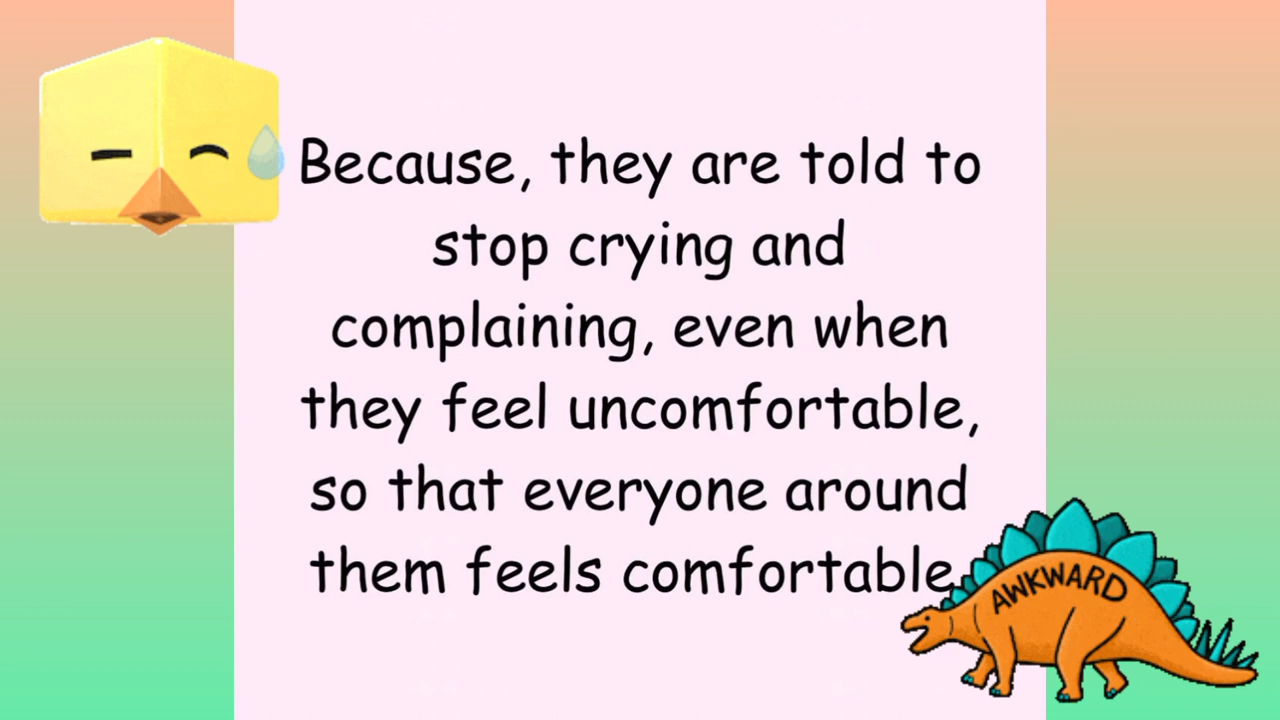 Because, they are told to
stop crying and
complaining, even when
they feel uncomfortable,
so that everyone around
them feels comfortable.
AWKWARD